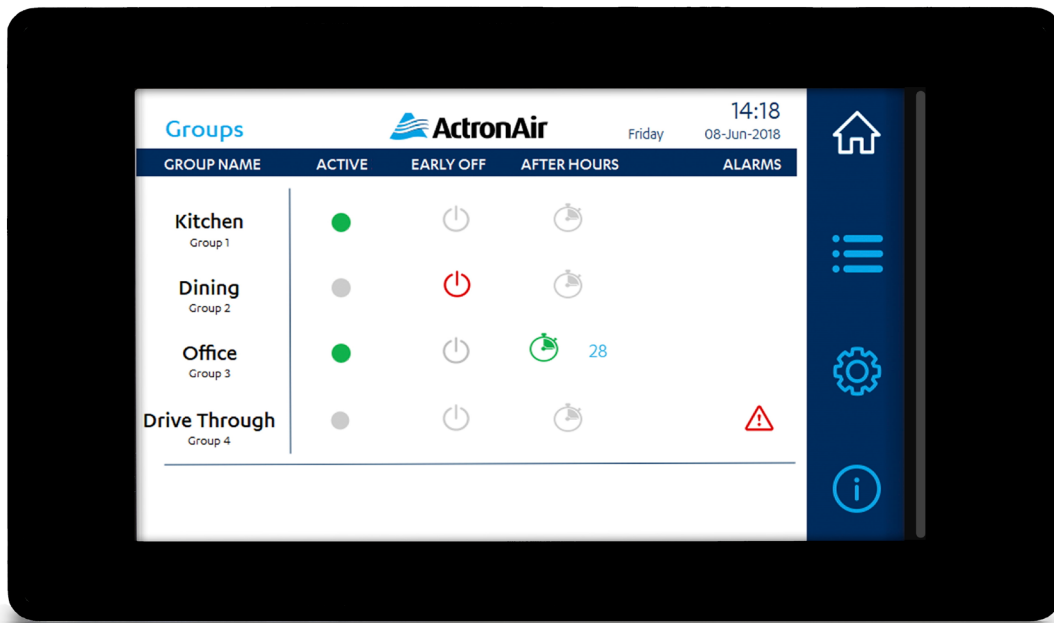 Groups
ActronAir
Friday
14:18
08-Jun-2018
GROUP NAME ACTIVE EARLY OFF AFTER HOURS ALARMS
Kitchen
Group 1
Dining
Group 2
Office
Group 3
28
Drive Through
Group 4